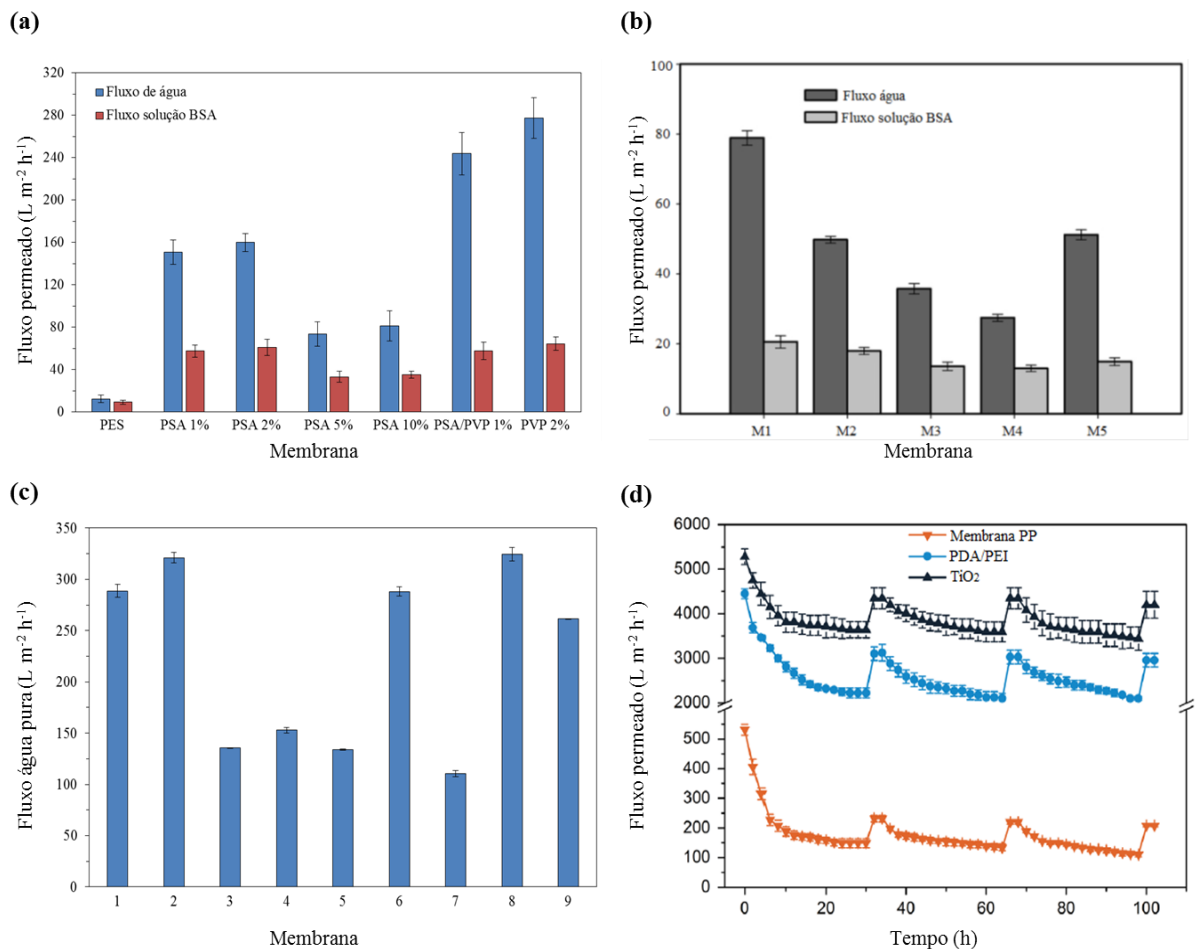 (a)
Fluxo permeado (L m⁻² h⁻¹)
320
280
240
200
160
120
80
40
0
Fluxo de água
Fluxo solução BSA
PES PSA 1% PSA 2% PSA 5% PSA 10% PSA/PVP 1% PVP 2%
Membrana
(b)
Fluxo permeado (L m⁻² h⁻¹)
100
80
60
40
20
0
Fluxo água
Fluxo solução BSA
M1 M2 M3 M4 M5
Membrana
(c)
Fluxo água pura (L m⁻² h⁻¹)
350
300
250
200
150
100
50
0
1 2 3 4 5 6 7 8 9
Membrana
(d)
Fluxo permeado (L m⁻² h⁻¹)
6000
5000
4000
3000
2000
500
400
300
200
100
0
Membrana PP
PDA/PEI
TiO₂
0 20 40 60 80 100
Tempo (h)